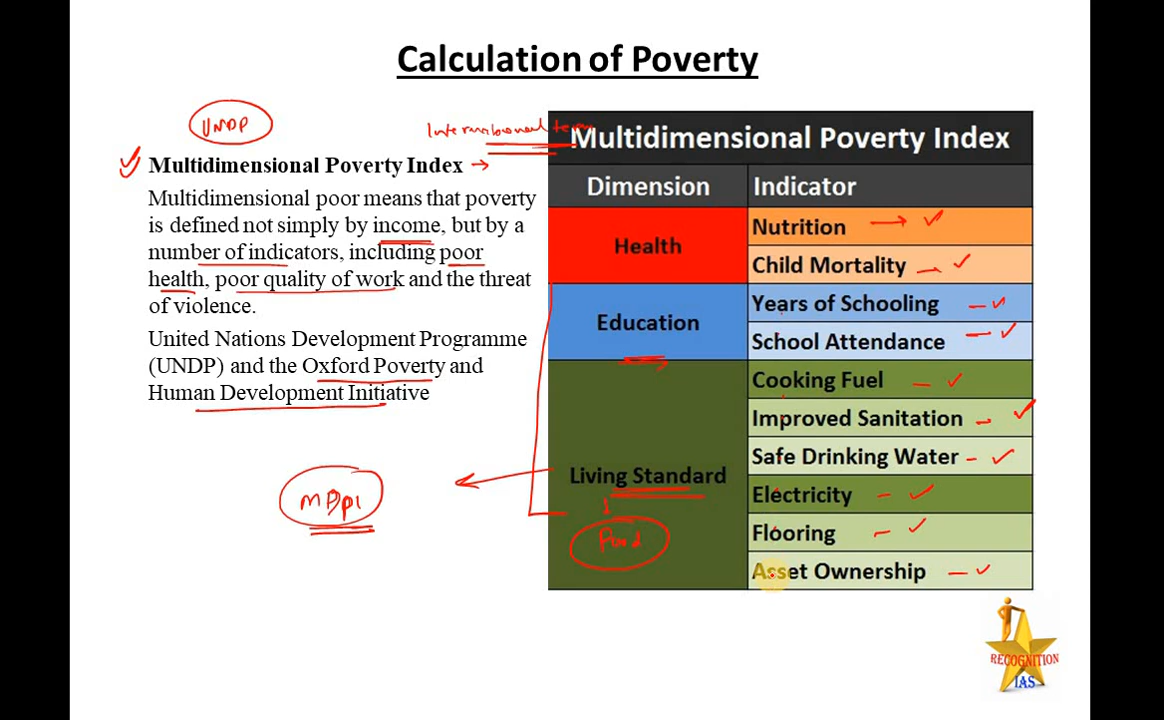 Calculation of Poverty
UNDP
International term
Multidimensional Poverty Index
Multidimensional poor means that poverty
is defined not simply by income, but by a
number of indicators, including poor
health, poor quality of work and the threat
of violence.
United Nations Development Programme
(UNDP) and the Oxford Poverty and
Human Development Initiative
MDPI
Multidimensional Poverty Index
Dimension
Indicator
Health
Nutrition
Child Mortality
Education
Years of Schooling
School Attendance
Living Standard
Cooking Fuel
Improved Sanitation
Safe Drinking Water
Electricity
Flooring
Asset Ownership
RECOGNITION
IAS